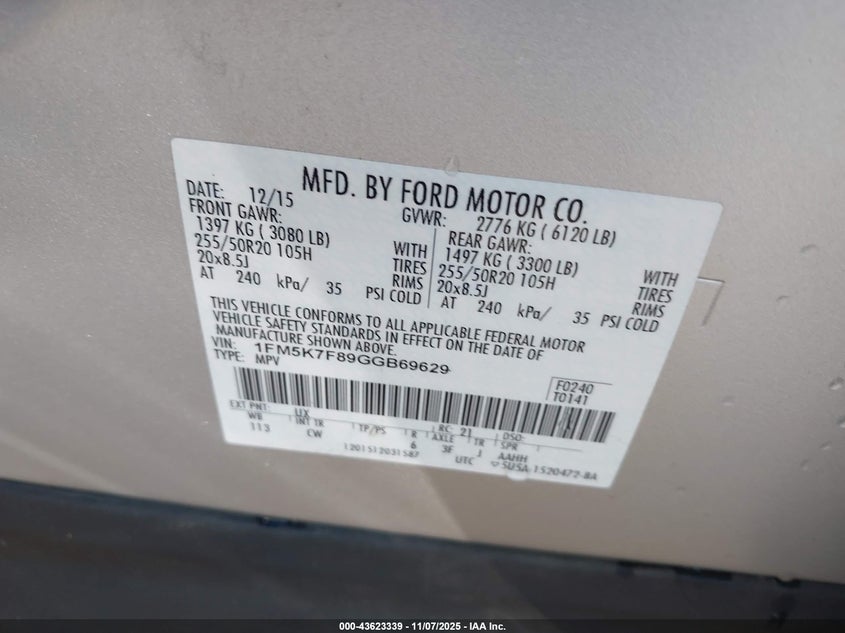 MFD. BY FORD MOTOR CO.
DATE: 12/15
GVWR: 2776 KG ( 6120 LB)
FRONT GAWR:
1397 KG ( 3080 LB) WITH
255/50R20 105H TIRES
20x8.5J RIMS
AT 240 kPa/ 35 PSI COLD
REAR GAWR:
1497 KG ( 3300 LB) WITH
255/50R20 105H TIRES
20x8.5J RIMS
AT 240 kPa/ 35 PSI COLD
THIS VEHICLE CONFORMS TO ALL APPLICABLE FEDERAL MOTOR
VEHICLE SAFETY STANDARDS IN EFFECT ON THE DATE OF
MANUFACTURE SHOWN ABOVE.
VIN: 1FM5K7F89GGB69629
TYPE: MPV
F0240
T0141
EXT PNT: UX RC: 21 DSO:
WB INT TR TP/PS R AXLE TR SPR
113 CW 6 3E J AAHH
1201512031587 UTC ▽ SUSA-1520472-BA
000-43623339 - 11/07/2025 - IAA Inc.